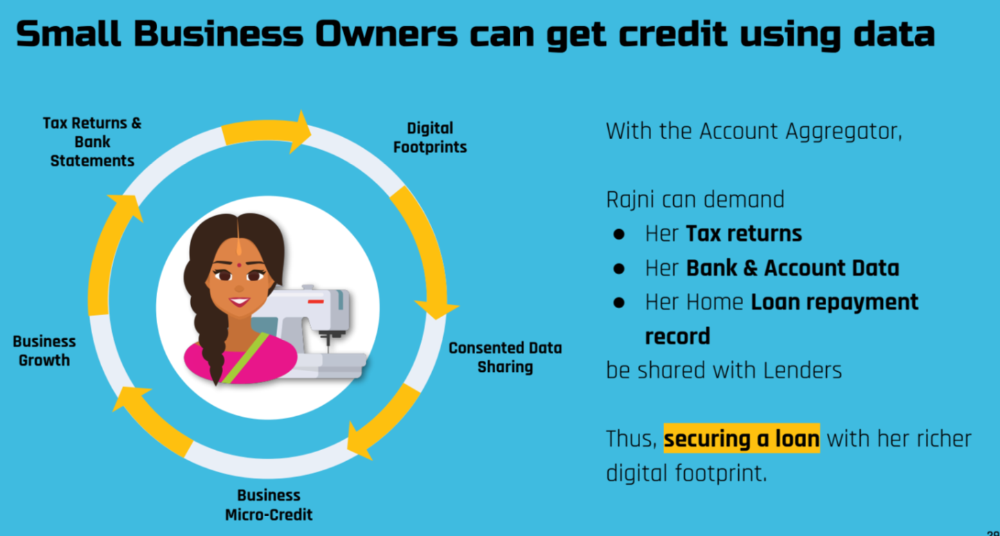 Small Business Owners can get credit using data
Tax Returns &
Bank
Statements
Digital
Footprints
Consented Data
Sharing
Business
Micro-Credit
Business
Growth
With the Account Aggregator,
Rajni can demand
● Her Tax returns
● Her Bank & Account Data
● Her Home Loan repayment
record
be shared with Lenders
Thus, securing a loan with her richer
digital footprint.